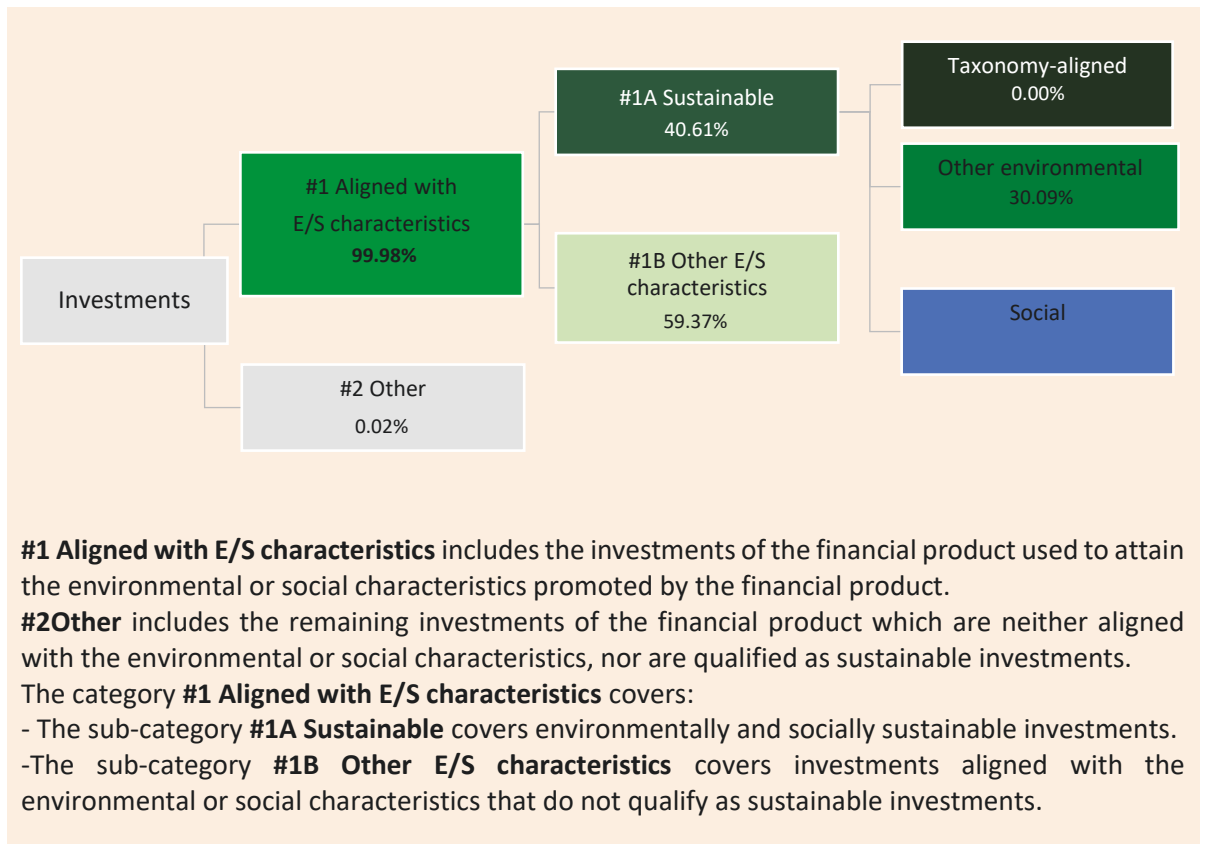 Investments
#1 Aligned with
E/S characteristics
99.98%
#2 Other
0.02%
#1A Sustainable
40.61%
#1B Other E/S
characteristics
59.37%
Taxonomy-aligned
0.00%
Other environmental
30.09%
Social
#1 Aligned with E/S characteristics includes the investments of the financial product used to attain
the environmental or social characteristics promoted by the financial product.
#2Other includes the remaining investments of the financial product which are neither aligned
with the environmental or social characteristics, nor are qualified as sustainable investments.
The category #1 Aligned with E/S characteristics covers:
- The sub-category #1A Sustainable covers environmentally and socially sustainable investments.
-The sub-category #1B Other E/S characteristics covers investments aligned with the
environmental or social characteristics that do not qualify as sustainable investments.